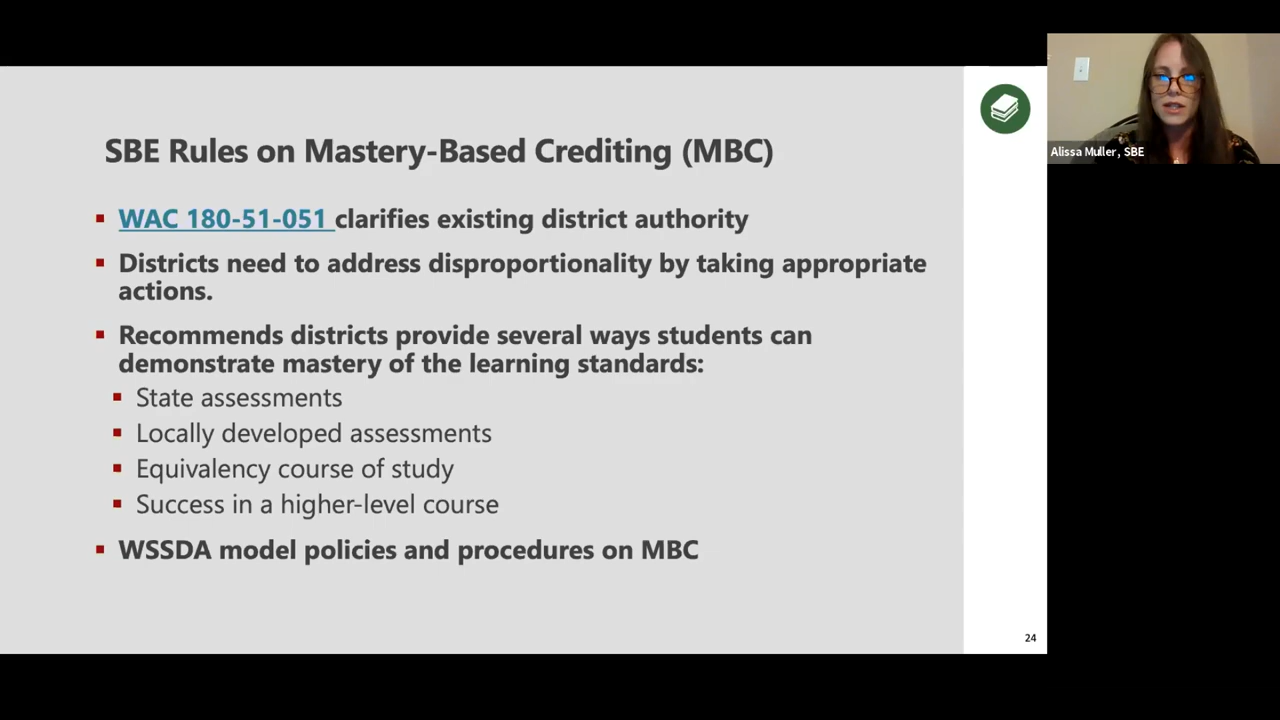 SBE Rules on Mastery-Based Crediting (MBC)
WAC 180-51-051 clarifies existing district authority
Districts need to address disproportionality by taking appropriate
actions.
Recommends districts provide several ways students can
demonstrate mastery of the learning standards:
State assessments
Locally developed assessments
Equivalency course of study
Success in a higher-level course
WSSDA model policies and procedures on MBC
24
Alissa Muller, SBE